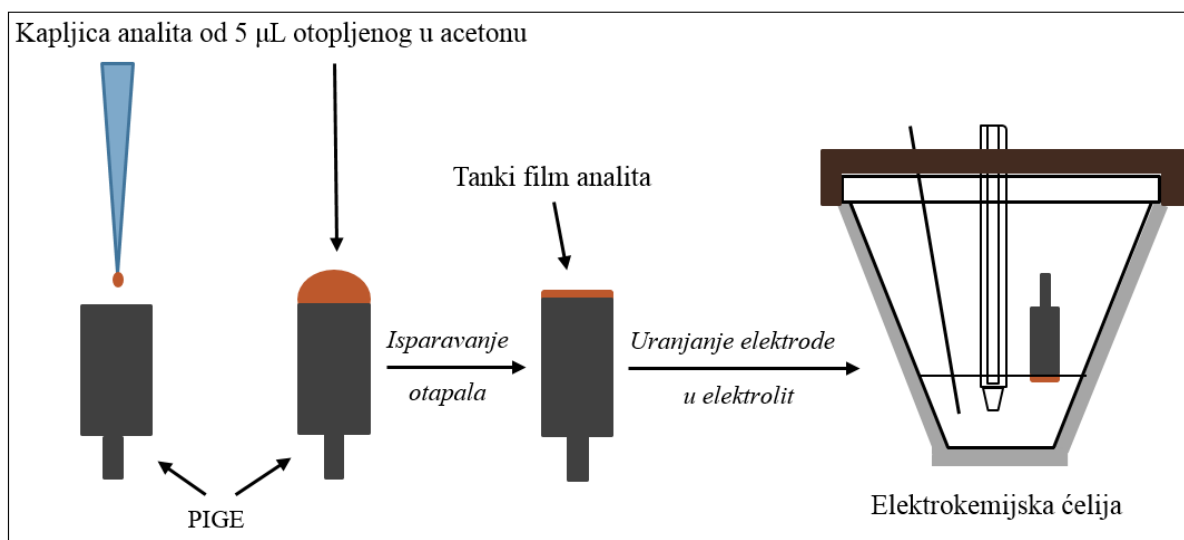 Kapljica analita od 5 μL otopljenog u acetonu
Tanki film analita
Isparavanje
otapala
Uranjanje elektrode
u elektrolit
PIGE
Elektrokemijska ćelija